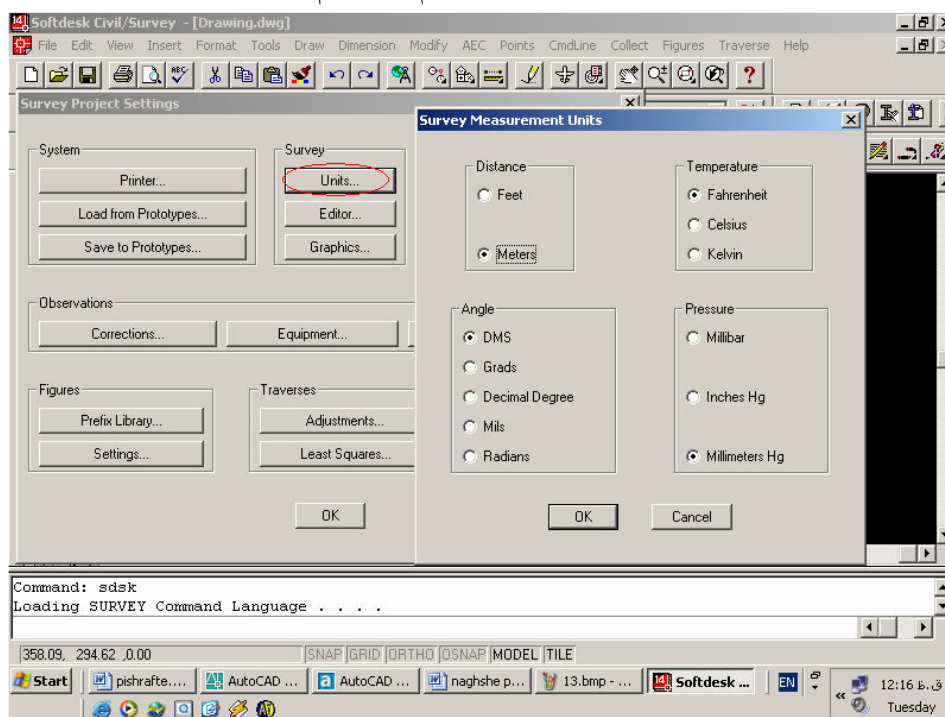 Softdesk Civil/Survey - [Drawing.dwg]
File Edit View Insert Format Tools Draw Dimension Modify AEC Points CmdLine Collect Figures Traverse Help
Survey Project Settings
System
Printer...
Load from Prototypes...
Save to Prototypes...
Survey
Units...
Editor...
Graphics...
Observations
Corrections...
Equipment...
Figures
Prefix Library...
Settings...
Traverses
Adjustments...
Least Squares...
OK
Survey Measurement Units
Distance
Feet
Meters
Temperature
Fahrenheit
Celsius
Kelvin
Angle
DMS
Grads
Decimal Degree
Mils
Radians
Pressure
Millibar
Inches Hg
Millimeters Hg
OK Cancel
Command: sdsk
Loading SURVEY Command Language . . . .
358.09, 294.62 ,0.00 SNAP GRID ORTHO OSNAP MODEL TILE
Start pishrafte.... AutoCAD ... AutoCAD ... naghshe p... 13.bmp - ... Softdesk ... EN 12:16 ق.ظ
Tuesday